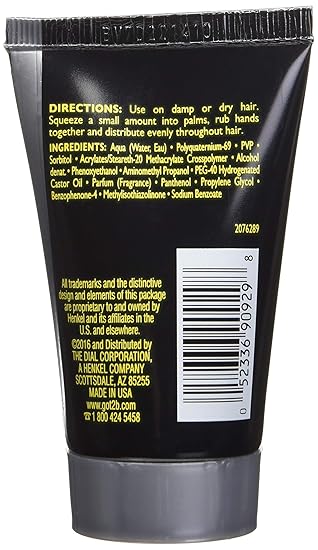 DIRECTIONS: Use on damp or dry hair.
Squeeze a small amount into palms, rub hands
together and distribute evenly throughout hair.
INGREDIENTS: Aqua (Water, Eau) • Polyquaternium-69 • PVP •
Sorbitol • Acrylates/Steareth-20 Methacrylate Crosspolymer • Alcohol
denat. • Phenoxyethanol • Aminomethyl Propanol • PEG-40 Hydrogenated
Castor Oil • Parfum (Fragrance) • Panthenol • Propylene Glycol •
Benzophenone-4 • Methylisothiazolinone • Sodium Benzoate
2076289
All trademarks and the distinctive
design and elements of this package
are proprietary to and owned by
Henkel and its affiliates in the
U.S. and elsewhere.
©2016 and Distributed by
THE DIAL CORPORATION,
A HENKEL COMPANY
SCOTTSDALE, AZ 85255
MADE IN USA
www.got2b.com
☎1 800 424 5458
0 52336 90929 8